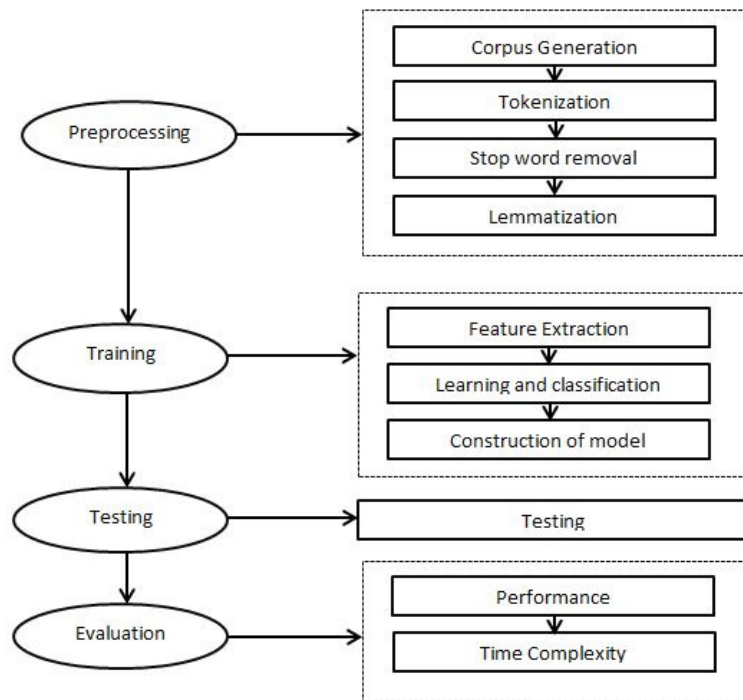 Preprocessing
Corpus Generation
Tokenization
Stop word removal
Lemmatization
Training
Feature Extraction
Learning and classification
Construction of model
Testing
Testing
Evaluation
Performance
Time Complexity